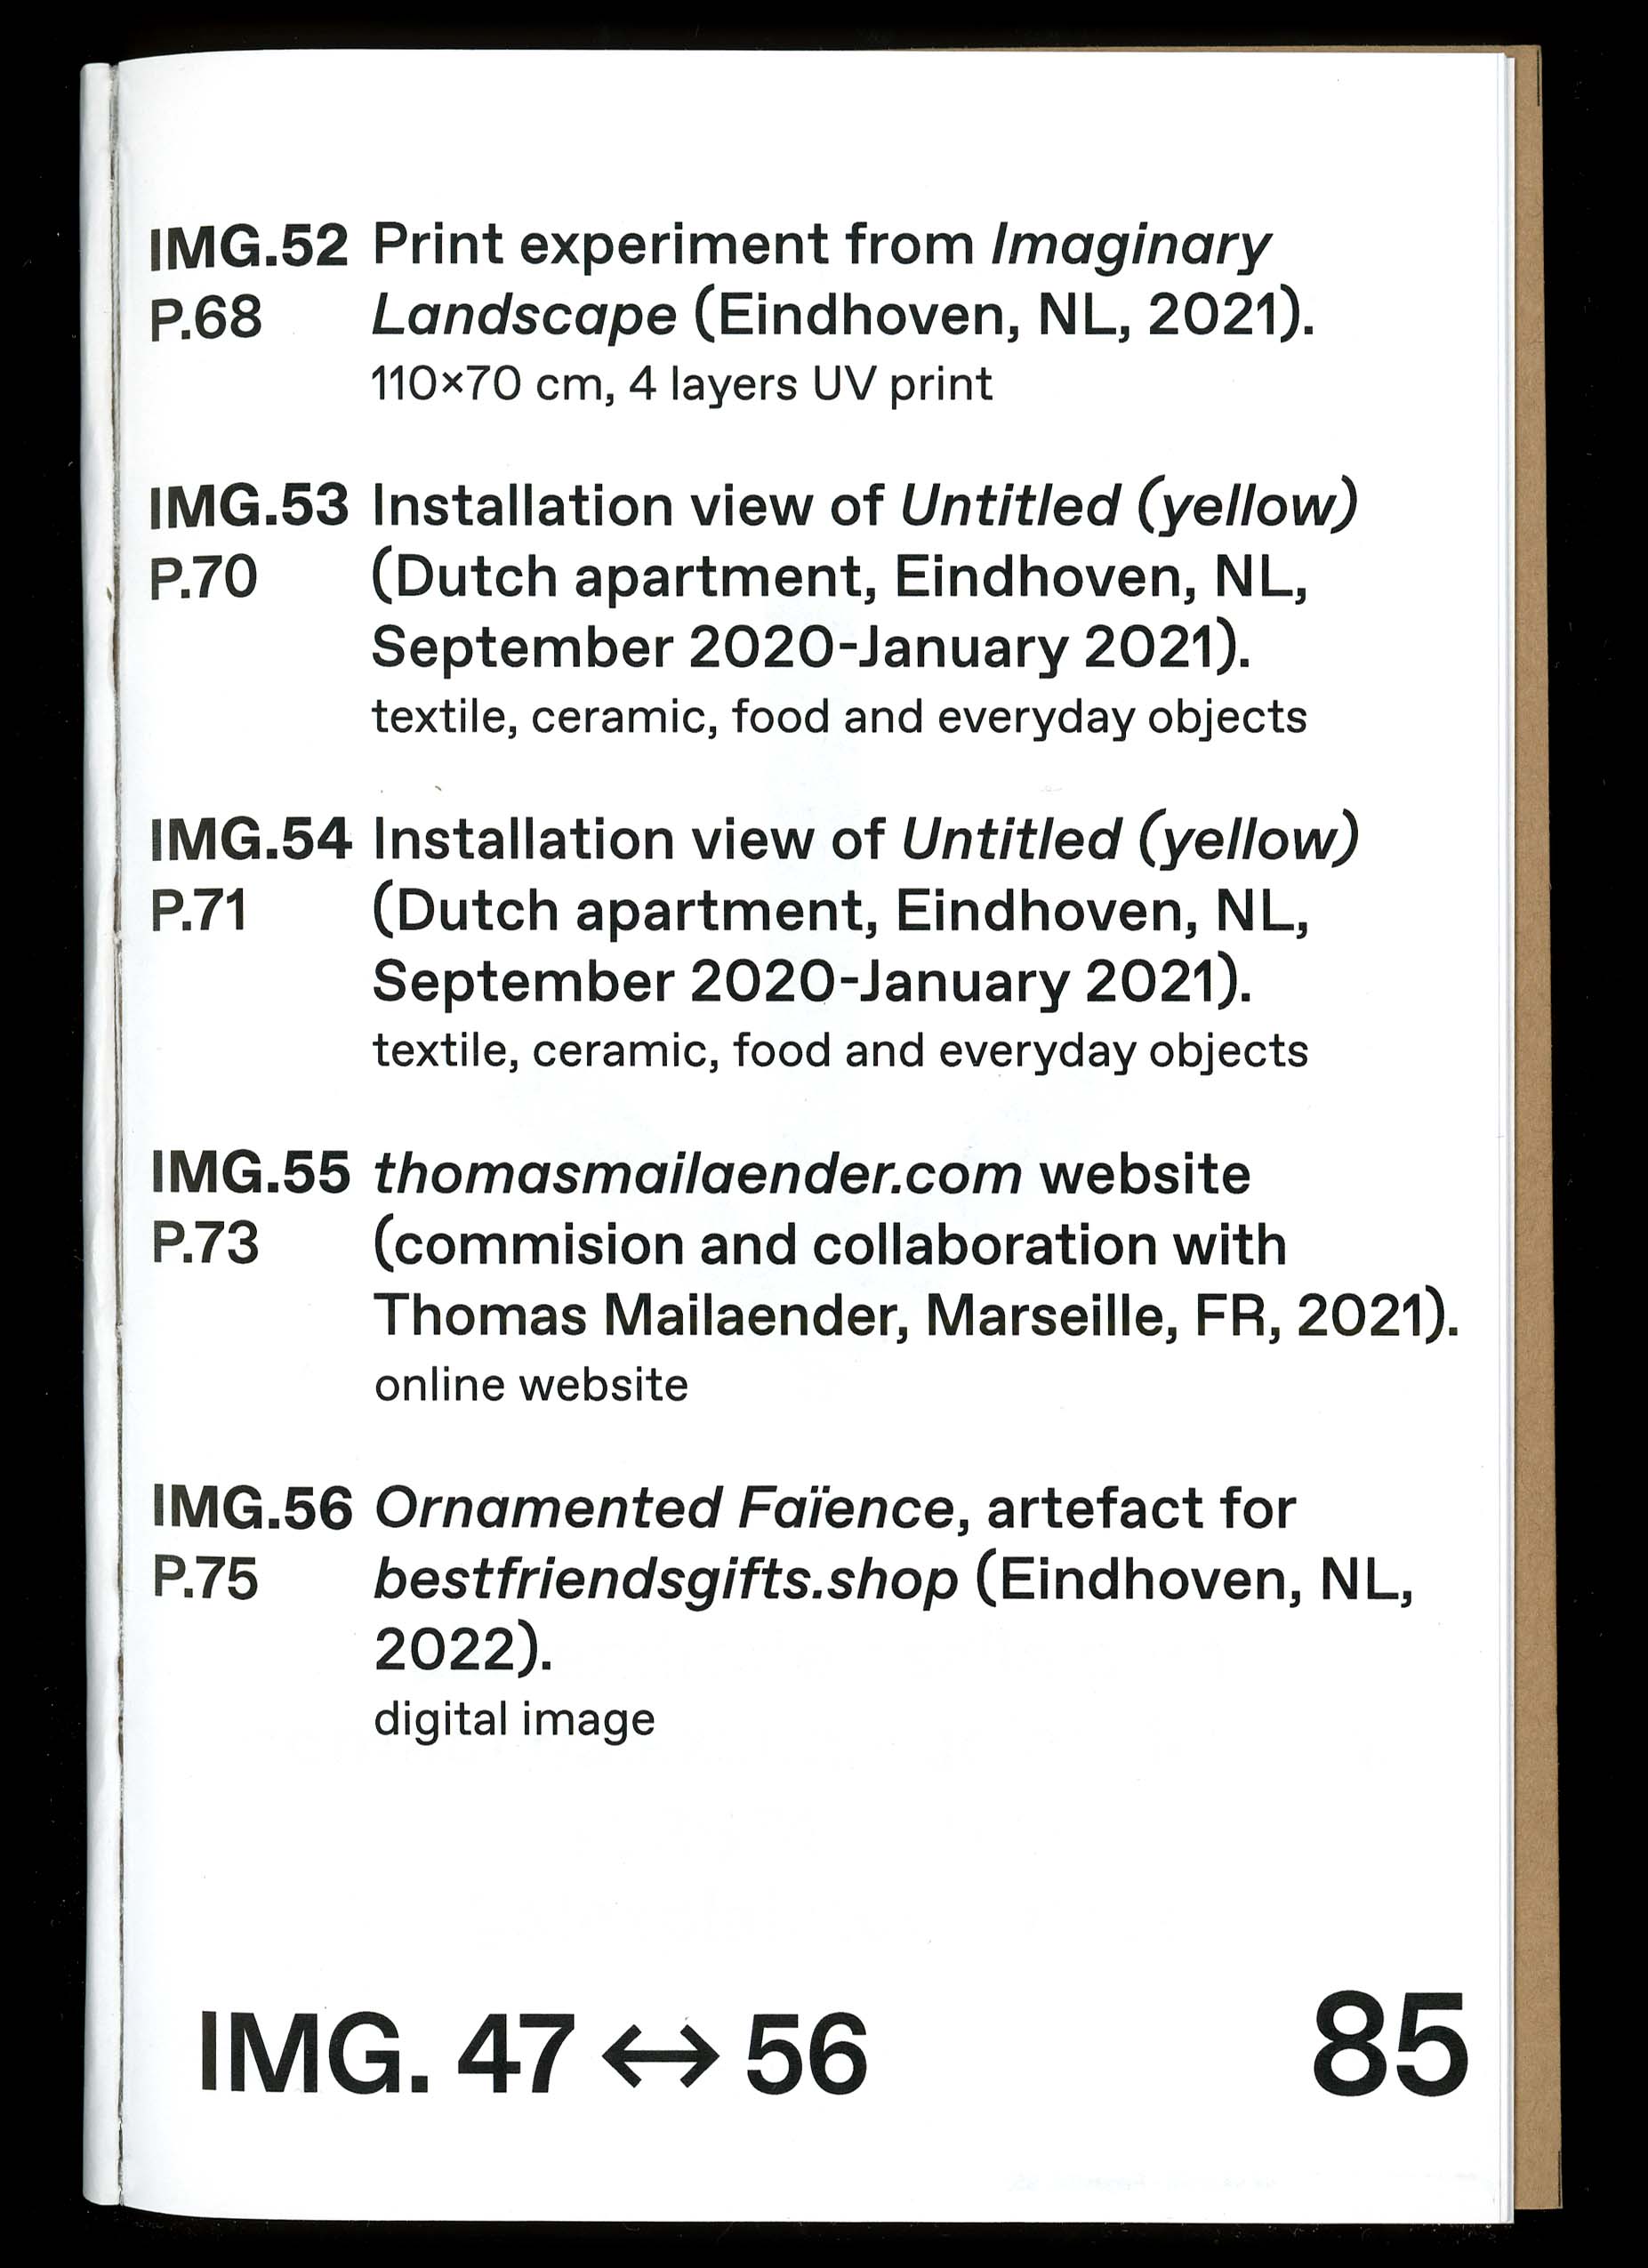 IMG.52 Print experiment from Imaginary
P.68 Landscape (Eindhoven, NL, 2021).
110×70 cm, 4 layers UV print
IMG.53 Installation view of Untitled (yellow)
P.70 (Dutch apartment, Eindhoven, NL,
September 2020-January 2021).
textile, ceramic, food and everyday objects
IMG.54 Installation view of Untitled (yellow)
P.71 (Dutch apartment, Eindhoven, NL,
September 2020-January 2021).
textile, ceramic, food and everyday objects
IMG.55 thomasmailaender.com website
P.73 (commision and collaboration with
Thomas Mailaender, Marseille, FR, 2021).
online website
IMG.56 Ornamented Faïence, artefact for
P.75 bestfriendsgifts.shop (Eindhoven, NL,
2022).
digital image
IMG. 47 ↔ 56 85